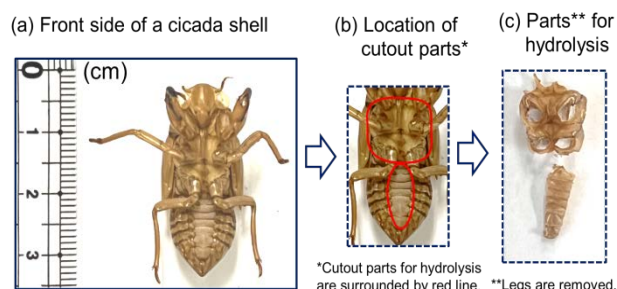 (a) Front side of a cicada shell
(b) Location of
cutout parts*
(c) Parts** for
hydrolysis
(cm)
0
1
2
3
*Cutout parts for hydrolysis
are surrounded by red line
**Legs are removed.